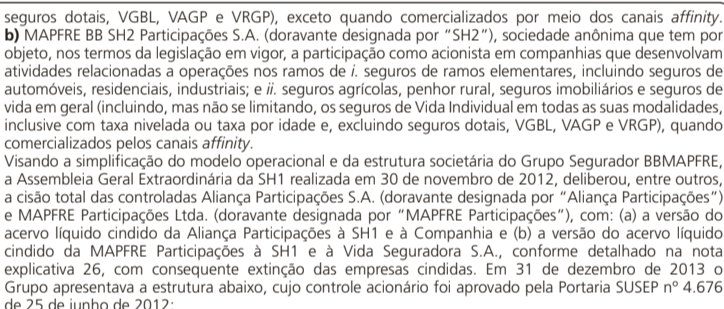 seguros dotais, VGBL, VAGP e VRGP), exceto quando comercializados por meio dos canais affinity.
b) MAPFRE BB SH2 Participações S.A. (doravante designada por "SH2"), sociedade anônima que tem por
objeto, nos termos da legislação em vigor, a participação como acionista em companhias que desenvolvam
atividades relacionadas a operações nos ramos de i. seguros de ramos elementares, incluindo seguros de
automóveis, residenciais, industriais; e ii. seguros agrícolas, penhor rural, seguros imobiliários e seguros de
vida em geral (incluindo, mas não se limitando, os seguros de Vida Individual em todas as suas modalidades,
inclusive com taxa nivelada ou taxa por idade e, excluindo seguros dotais, VGBL, VAGP e VRGP), quando
comercializados pelos canais affinity.
Visando a simplificação do modelo operacional e da estrutura societária do Grupo Segurador BBMAPFRE,
a Assembleia Geral Extraordinária da SH1 realizada em 30 de novembro de 2012, deliberou, entre outros,
a cisão total das controladas Aliança Participações S.A. (doravante designada por "Aliança Participações")
e MAPFRE Participações Ltda. (doravante designada por "MAPFRE Participações"), com: (a) a versão do
acervo líquido cindido da Aliança Participações à SH1 e à Companhia e (b) a versão do acervo líquido
cindido da MAPFRE Participações à SH1 e à Vida Seguradora S.A., conforme detalhado na nota
explicativa 26, com consequente extinção das empresas cindidas. Em 31 de dezembro de 2013 o
Grupo apresentava a estrutura abaixo, cujo controle acionário foi aprovado pela Portaria SUSEP nº 4.676
de 25 de junho de 2012: